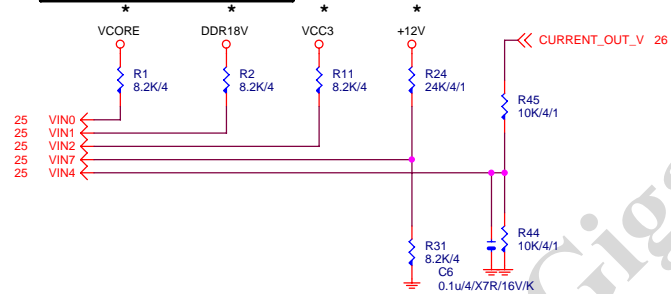 * * * *
VCORE DDR18V VCC3 +12V
CURRENT_OUT_V 26
R1 R2 R11 R24
8.2K/4 8.2K/4 8.2K/4 24K/4/1
R45
10K/4/1
25 VIN0
25 VIN1
25 VIN2
25 VIN7
25 VIN4
R31 R44
8.2K/4 10K/4/1
C6
0.1u/4/X7R/16V/K
Giga